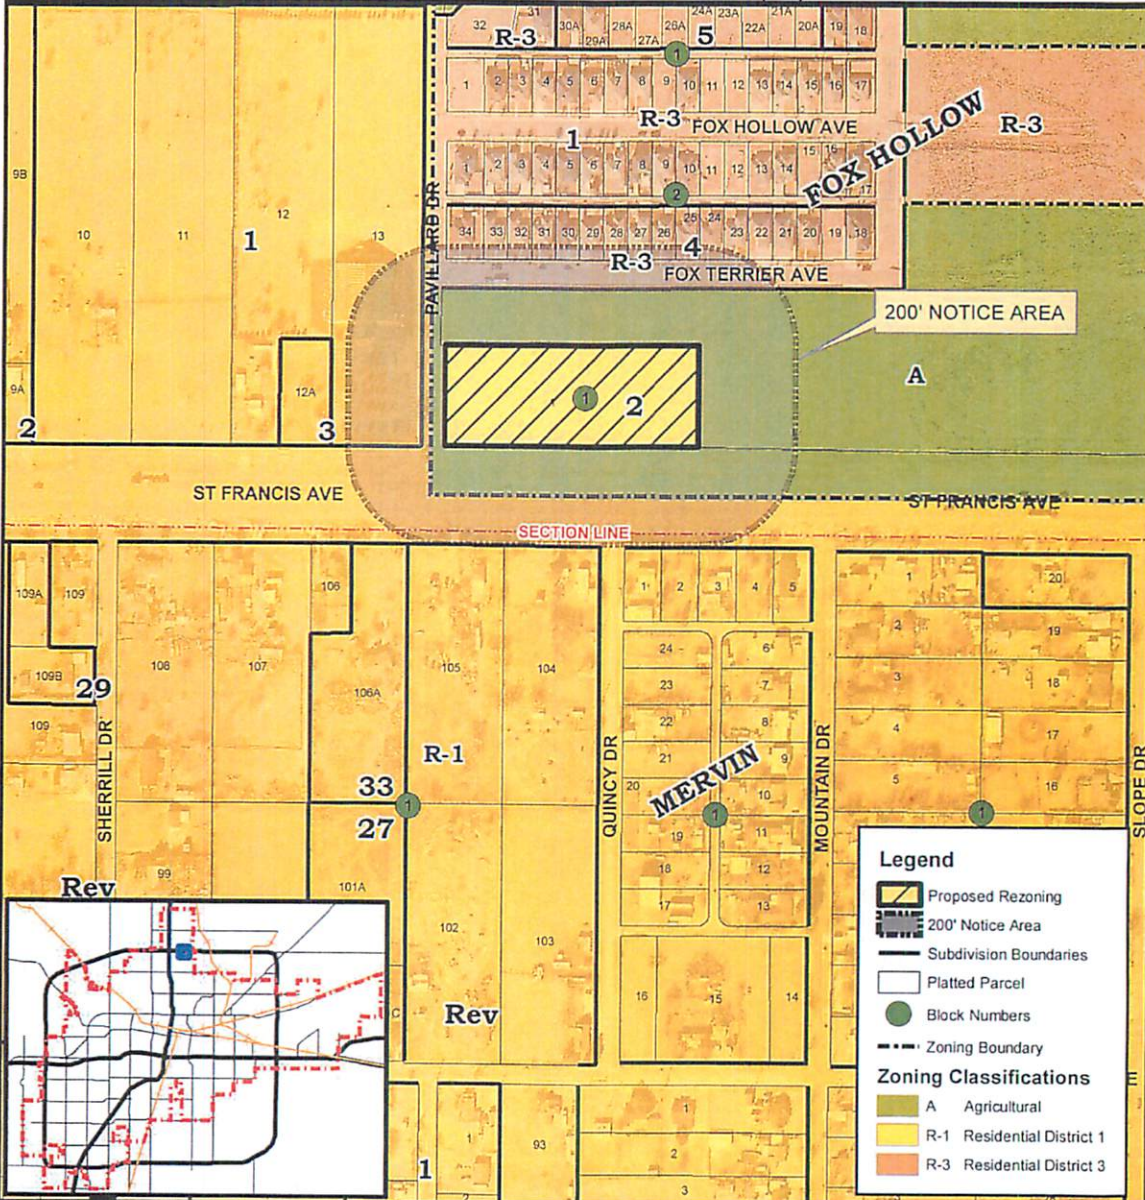 32
31
30A
29A
28A
27A
26A
24A
23A
22A
21A
20A
19
18
R-3
5
1
1
2
3
4
5
6
7
8
9
10
11
12
13
14
15
16
17
R-3
FOX HOLLOW AVE
1
FOX HOLLOW
R-3
1
2
3
4
5
6
7
8
9
10
11
12
13
14
15
16
17
2
34
33
32
31
30
29
28
27
26
25
24
23
22
21
20
19
18
4
R-3
FOX TERRIER AVE
PAVILLARD DR
9B
10
11
12
13
1
9A
12A
2
3
200' NOTICE AREA
A
1
2
ST FRANCIS AVE
ST FRANCIS AVE
SECTION LINE
109A
109
109B
29
109
SHERRILL DR
108
107
106
106A
105
104
R-1
33
1
27
99
101A
102
103
Rev
Rev
QUINCY DR
1
2
3
4
5
24
23
22
21
20
19
18
17
6
7
8
9
10
11
12
13
MERVIN
1
16
15
14
MOUNTAIN DR
1
2
3
4
5
20
19
18
17
16
1
SLOPE DR
C
E
1
1
2
93
1
2
3
Legend
Proposed Rezoning
200' Notice Area
Subdivision Boundaries
Platted Parcel
Block Numbers
Zoning Boundary
Zoning Classifications
A Agricultural
R-1 Residential District 1
R-3 Residential District 3